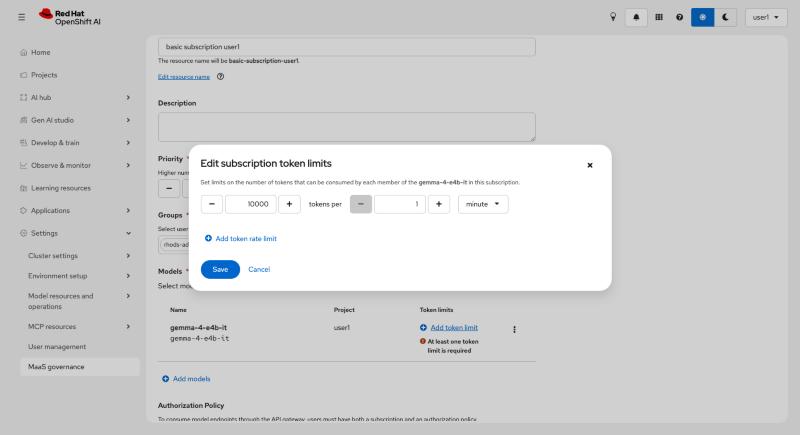 Red Hat
OpenShift AI
user1
Home
Projects
AI hub
Gen AI studio
Develop & train
Observe & monitor
Learning resources
Applications
Settings
Cluster settings
Environment setup
Model resources and
operations
MCP resources
User management
MaaS governance
basic subscription user1
The resource name will be basic-subscription-user1.
Edit resource name
Description
Priority *
Higher num
Groups *
Select user
rhods-ad
Models *
Select mo
Edit subscription token limits
Set limits on the number of tokens that can be consumed by each member of the gemma-4-e4b-it in this subscription.
10000 tokens per 1 minute
Add token rate limit
Save Cancel
Name Project Token limits
gemma-4-e4b-it user1 Add token limit
gemma-4-e4b-it
At least one token
limit is required
Add models
Authorization Policy
To consume model endpoints through the API gateway, users must have both a subscription and an authorization policy.